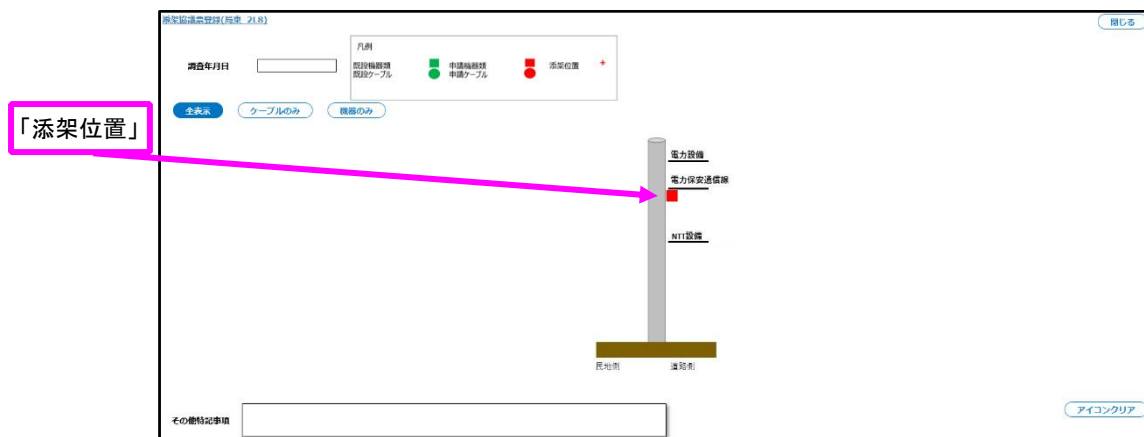 添架協議票登録(局東 2L8)
閉じる
凡例
調査年月日
既設機器類 申請機器類 添架位置 +
既設ケーブル 申請ケーブル
全表示 ケーブルのみ 機器のみ
「添架位置」
電力設備
電力保安通信線
NTT設備
民地側 道路側
その他特記事項
アイコンクリア